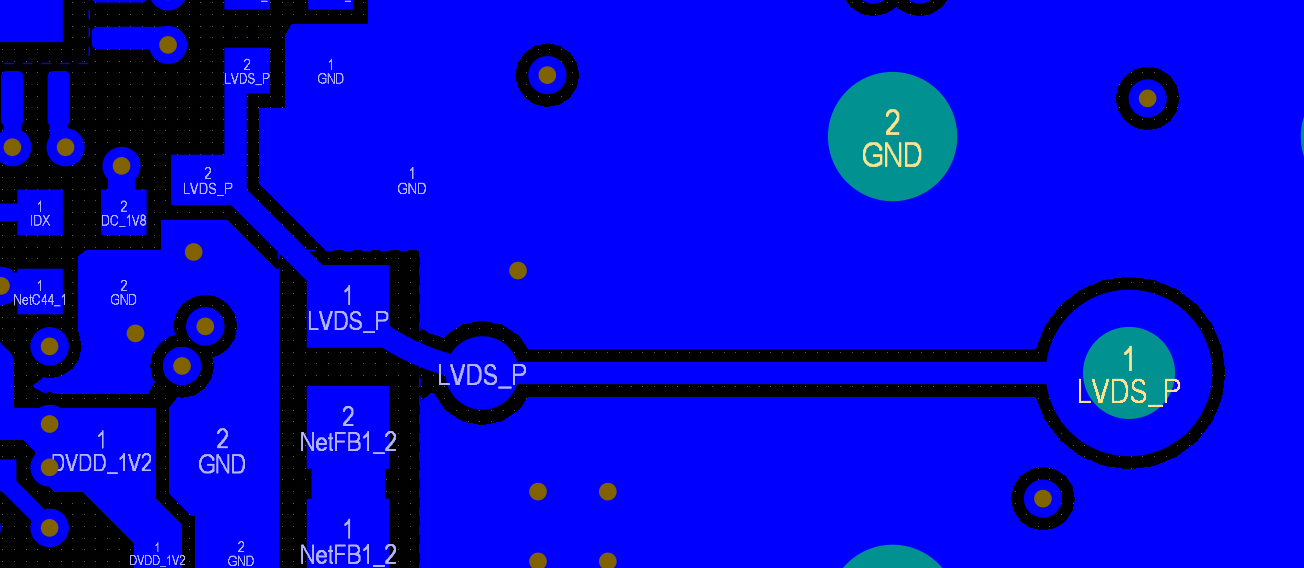 2
LVDS_P
1
GND
2
GND
2
LVDS_P
1
GND
1
IDX
2
DC_1V8
1
NetC44_1
2
GND
1
LVDS_P
LVDS_P
1
LVDS_P
2
NetFB1_2
1
DVDD_1V2
2
GND
1
NetFB1_2
1
DVDD_1V2
2
GND